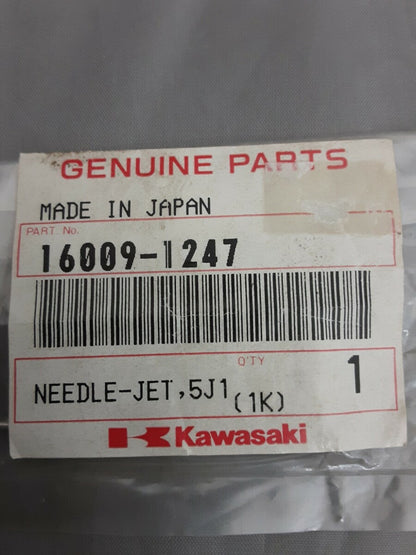 GENUINE PARTS
MADE IN JAPAN
PART No.
16009-1247
Q'TY
NEEDLE-JET,5J1 (1K) 1
Kawasaki